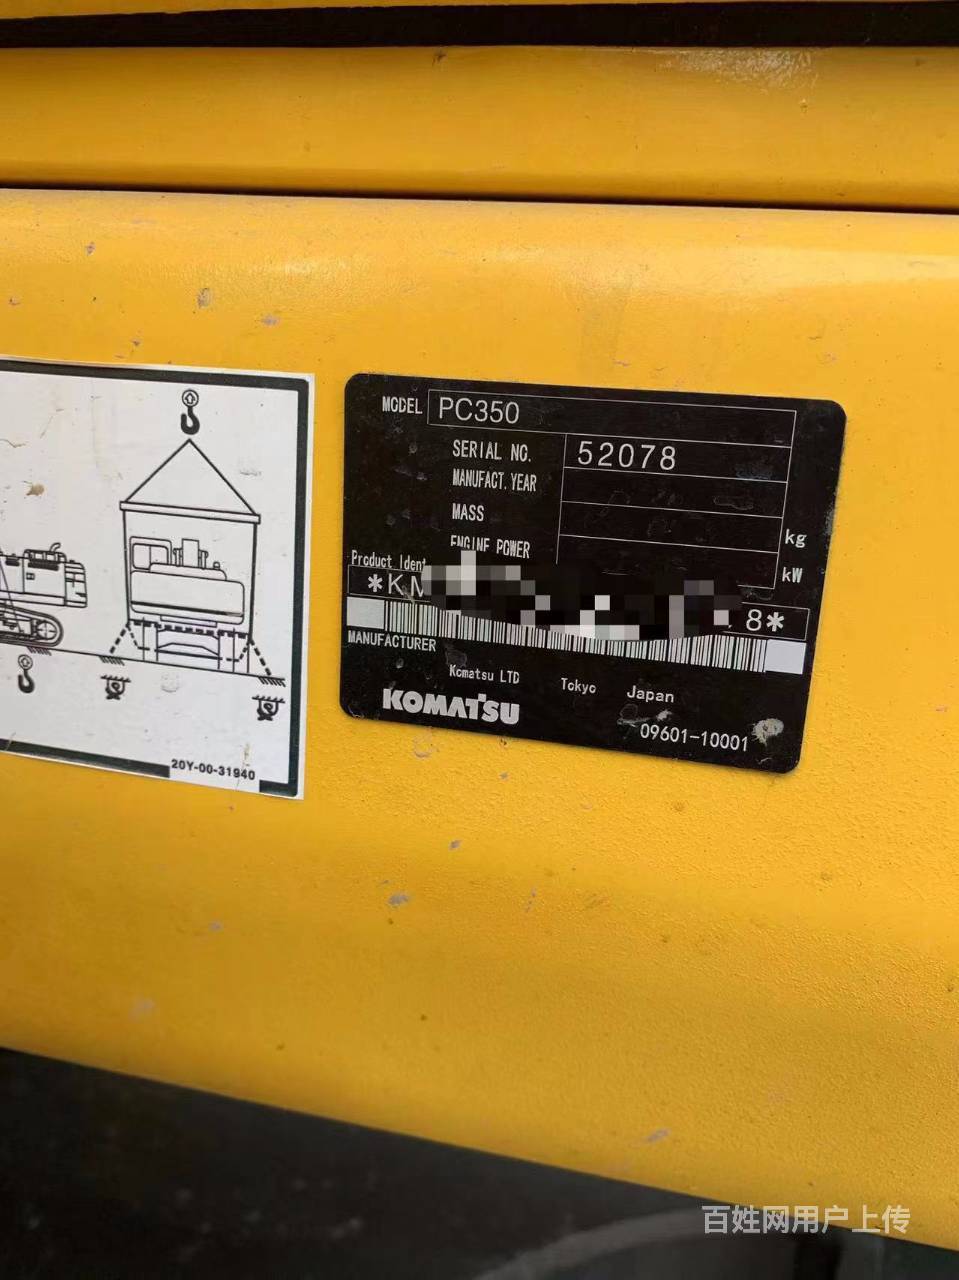 MODEL PC350
SERIAL NO. 52078
MANUFACT. YEAR
MASS kg
ENGINE POWER kW
Product Ident
*KM 8*
MANUFACTURER
Komatsu LTD Tokyo Japan
KOMATSU
09601-10001
20Y-00-31940
百姓网用户上传